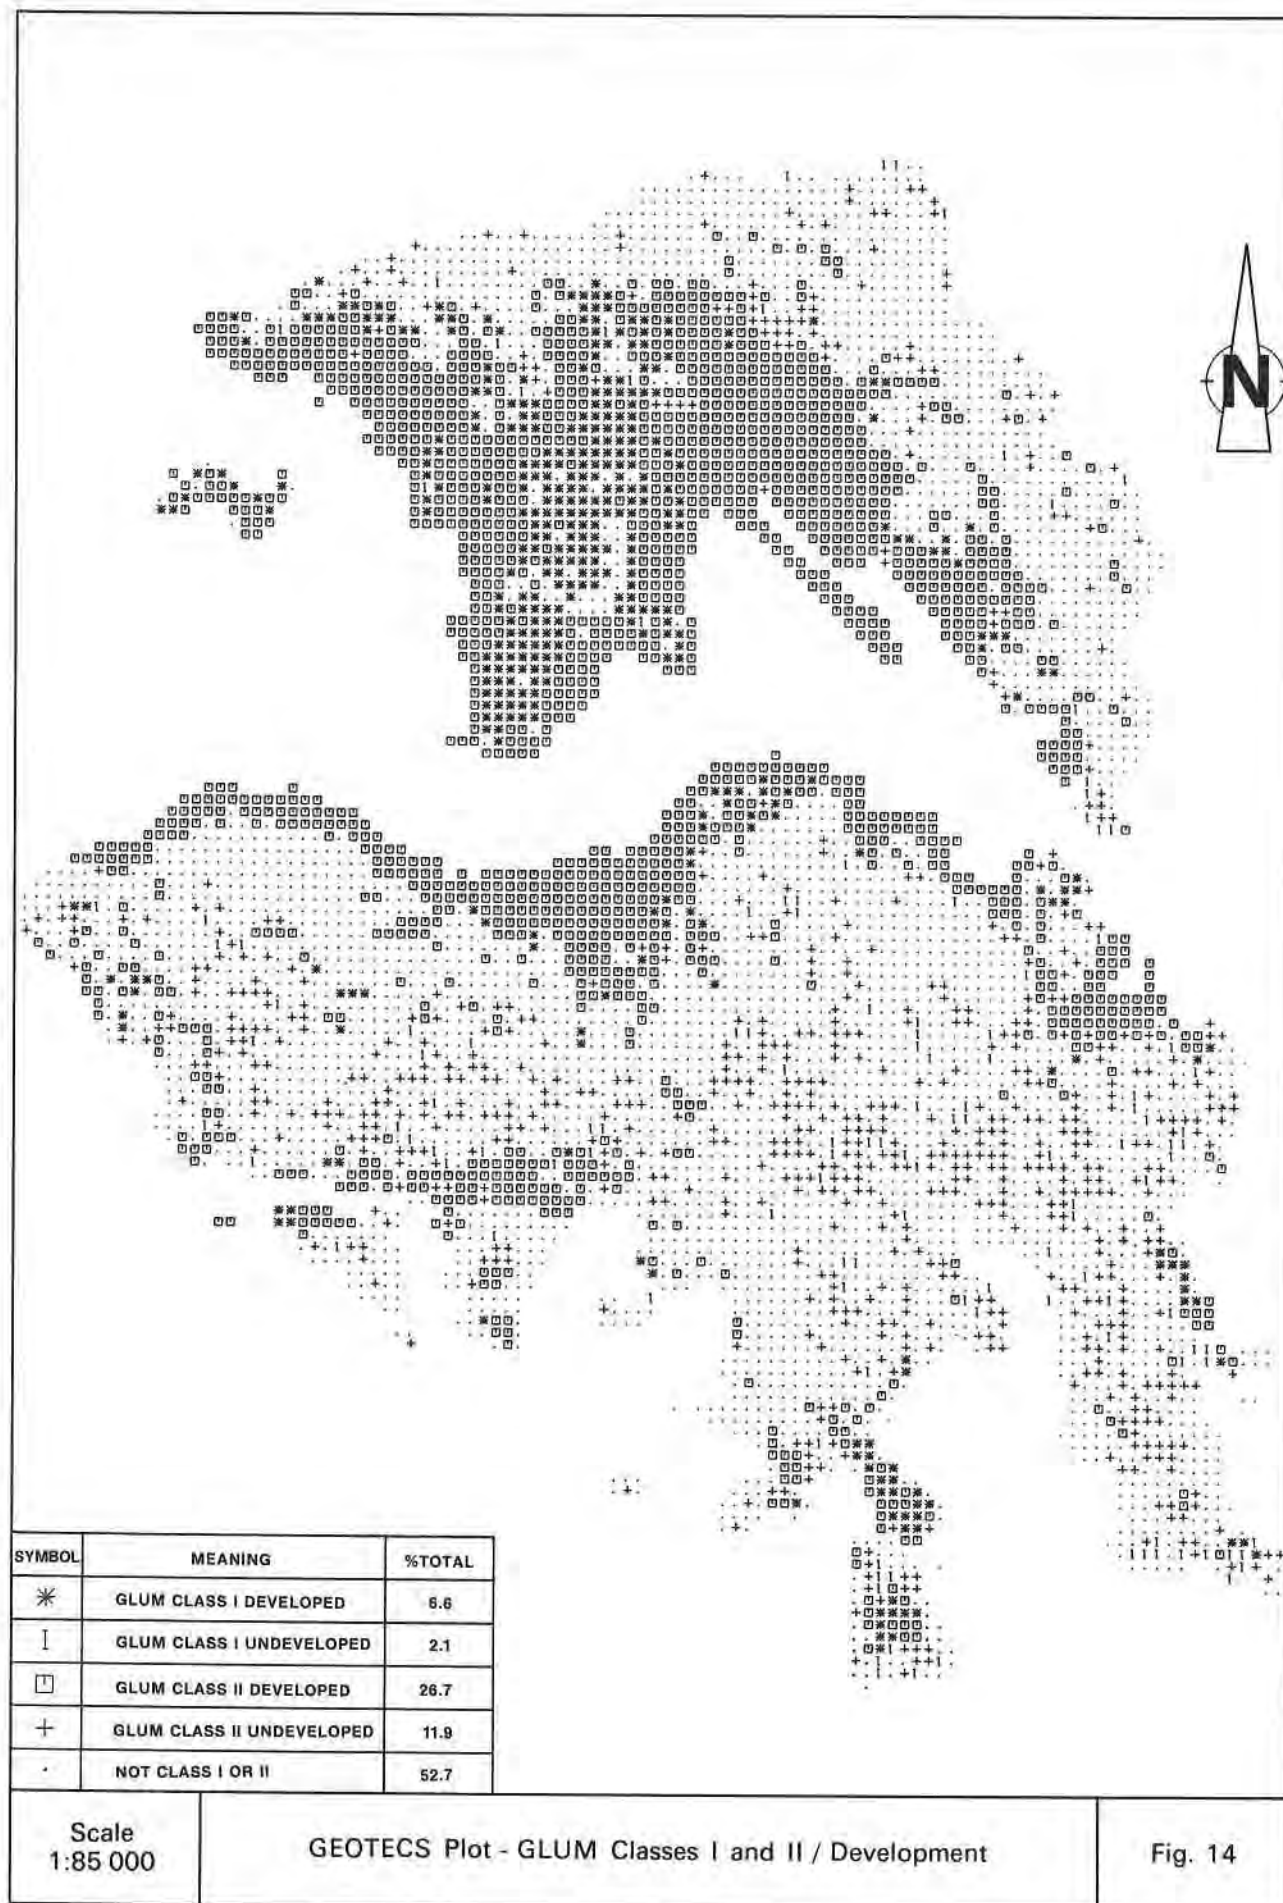 N
SYMBOL MEANING %TOTAL
✳ GLUM CLASS I DEVELOPED 6.6
I GLUM CLASS I UNDEVELOPED 2.1
GLUM CLASS II DEVELOPED 26.7
+ GLUM CLASS II UNDEVELOPED 11.9
. NOT CLASS I OR II 52.7
Scale
1:85 000
GEOTECS Plot - GLUM Classes I and II / Development
Fig. 14